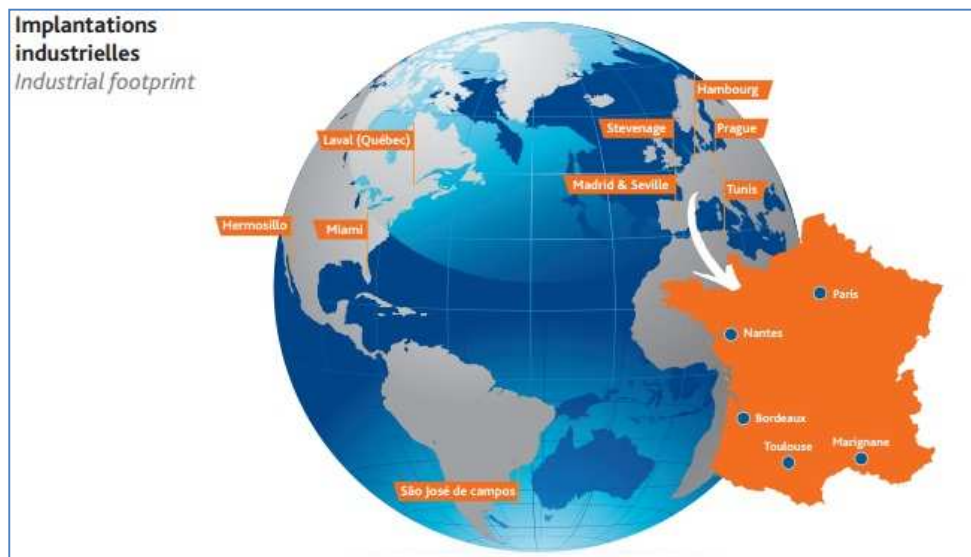 Implantations
industrielles
Industrial footprint
Hambourg
Stevenage
Prague
Laval (Québec)
Madrid & Seville
Tunis
Hermosillo
Miami
Paris
Nantes
Bordeaux
Toulouse
Marignane
São José de campos